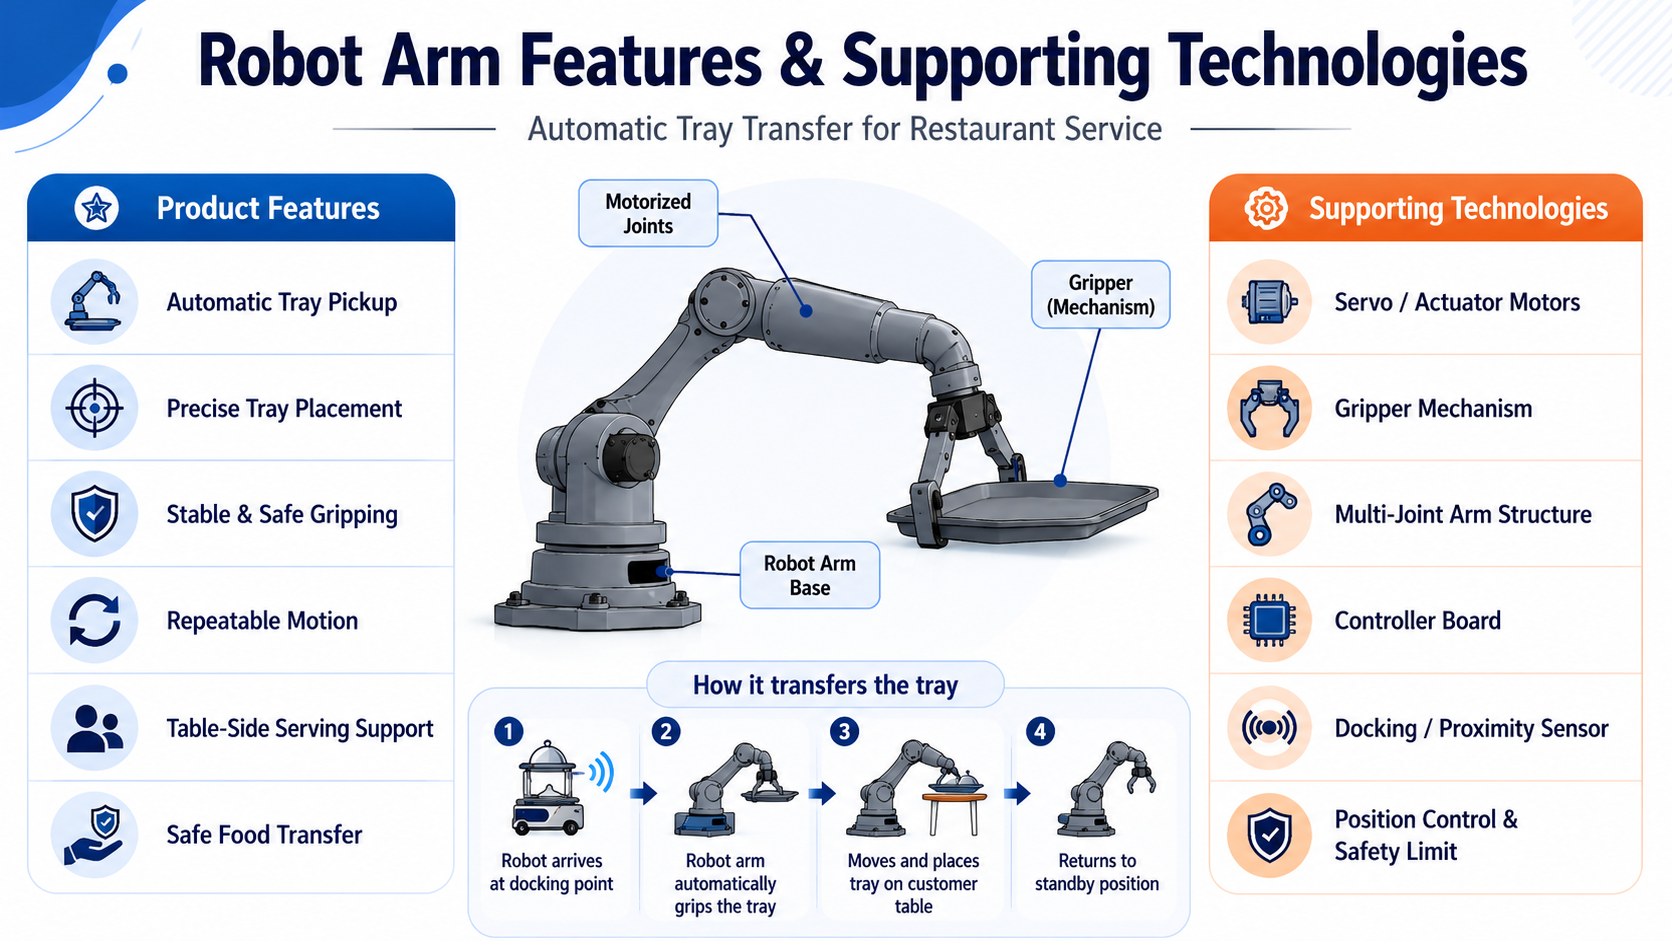 Robot Arm Features & Supporting Technologies
Automatic Tray Transfer for Restaurant Service
Product Features
Automatic Tray Pickup
Precise Tray Placement
Stable & Safe Gripping
Repeatable Motion
Table-Side Serving Support
Safe Food Transfer
Motorized
Joints
Gripper
(Mechanism)
Robot Arm
Base
How it transfers the tray
1
Robot arrives
at docking point
2
Robot arm
automatically
grips the tray
3
Moves and places
tray on customer
table
4
Returns to
standby position
Supporting Technologies
Servo / Actuator Motors
Gripper Mechanism
Multi-Joint Arm Structure
Controller Board
Docking / Proximity Sensor
Position Control &
Safety Limit